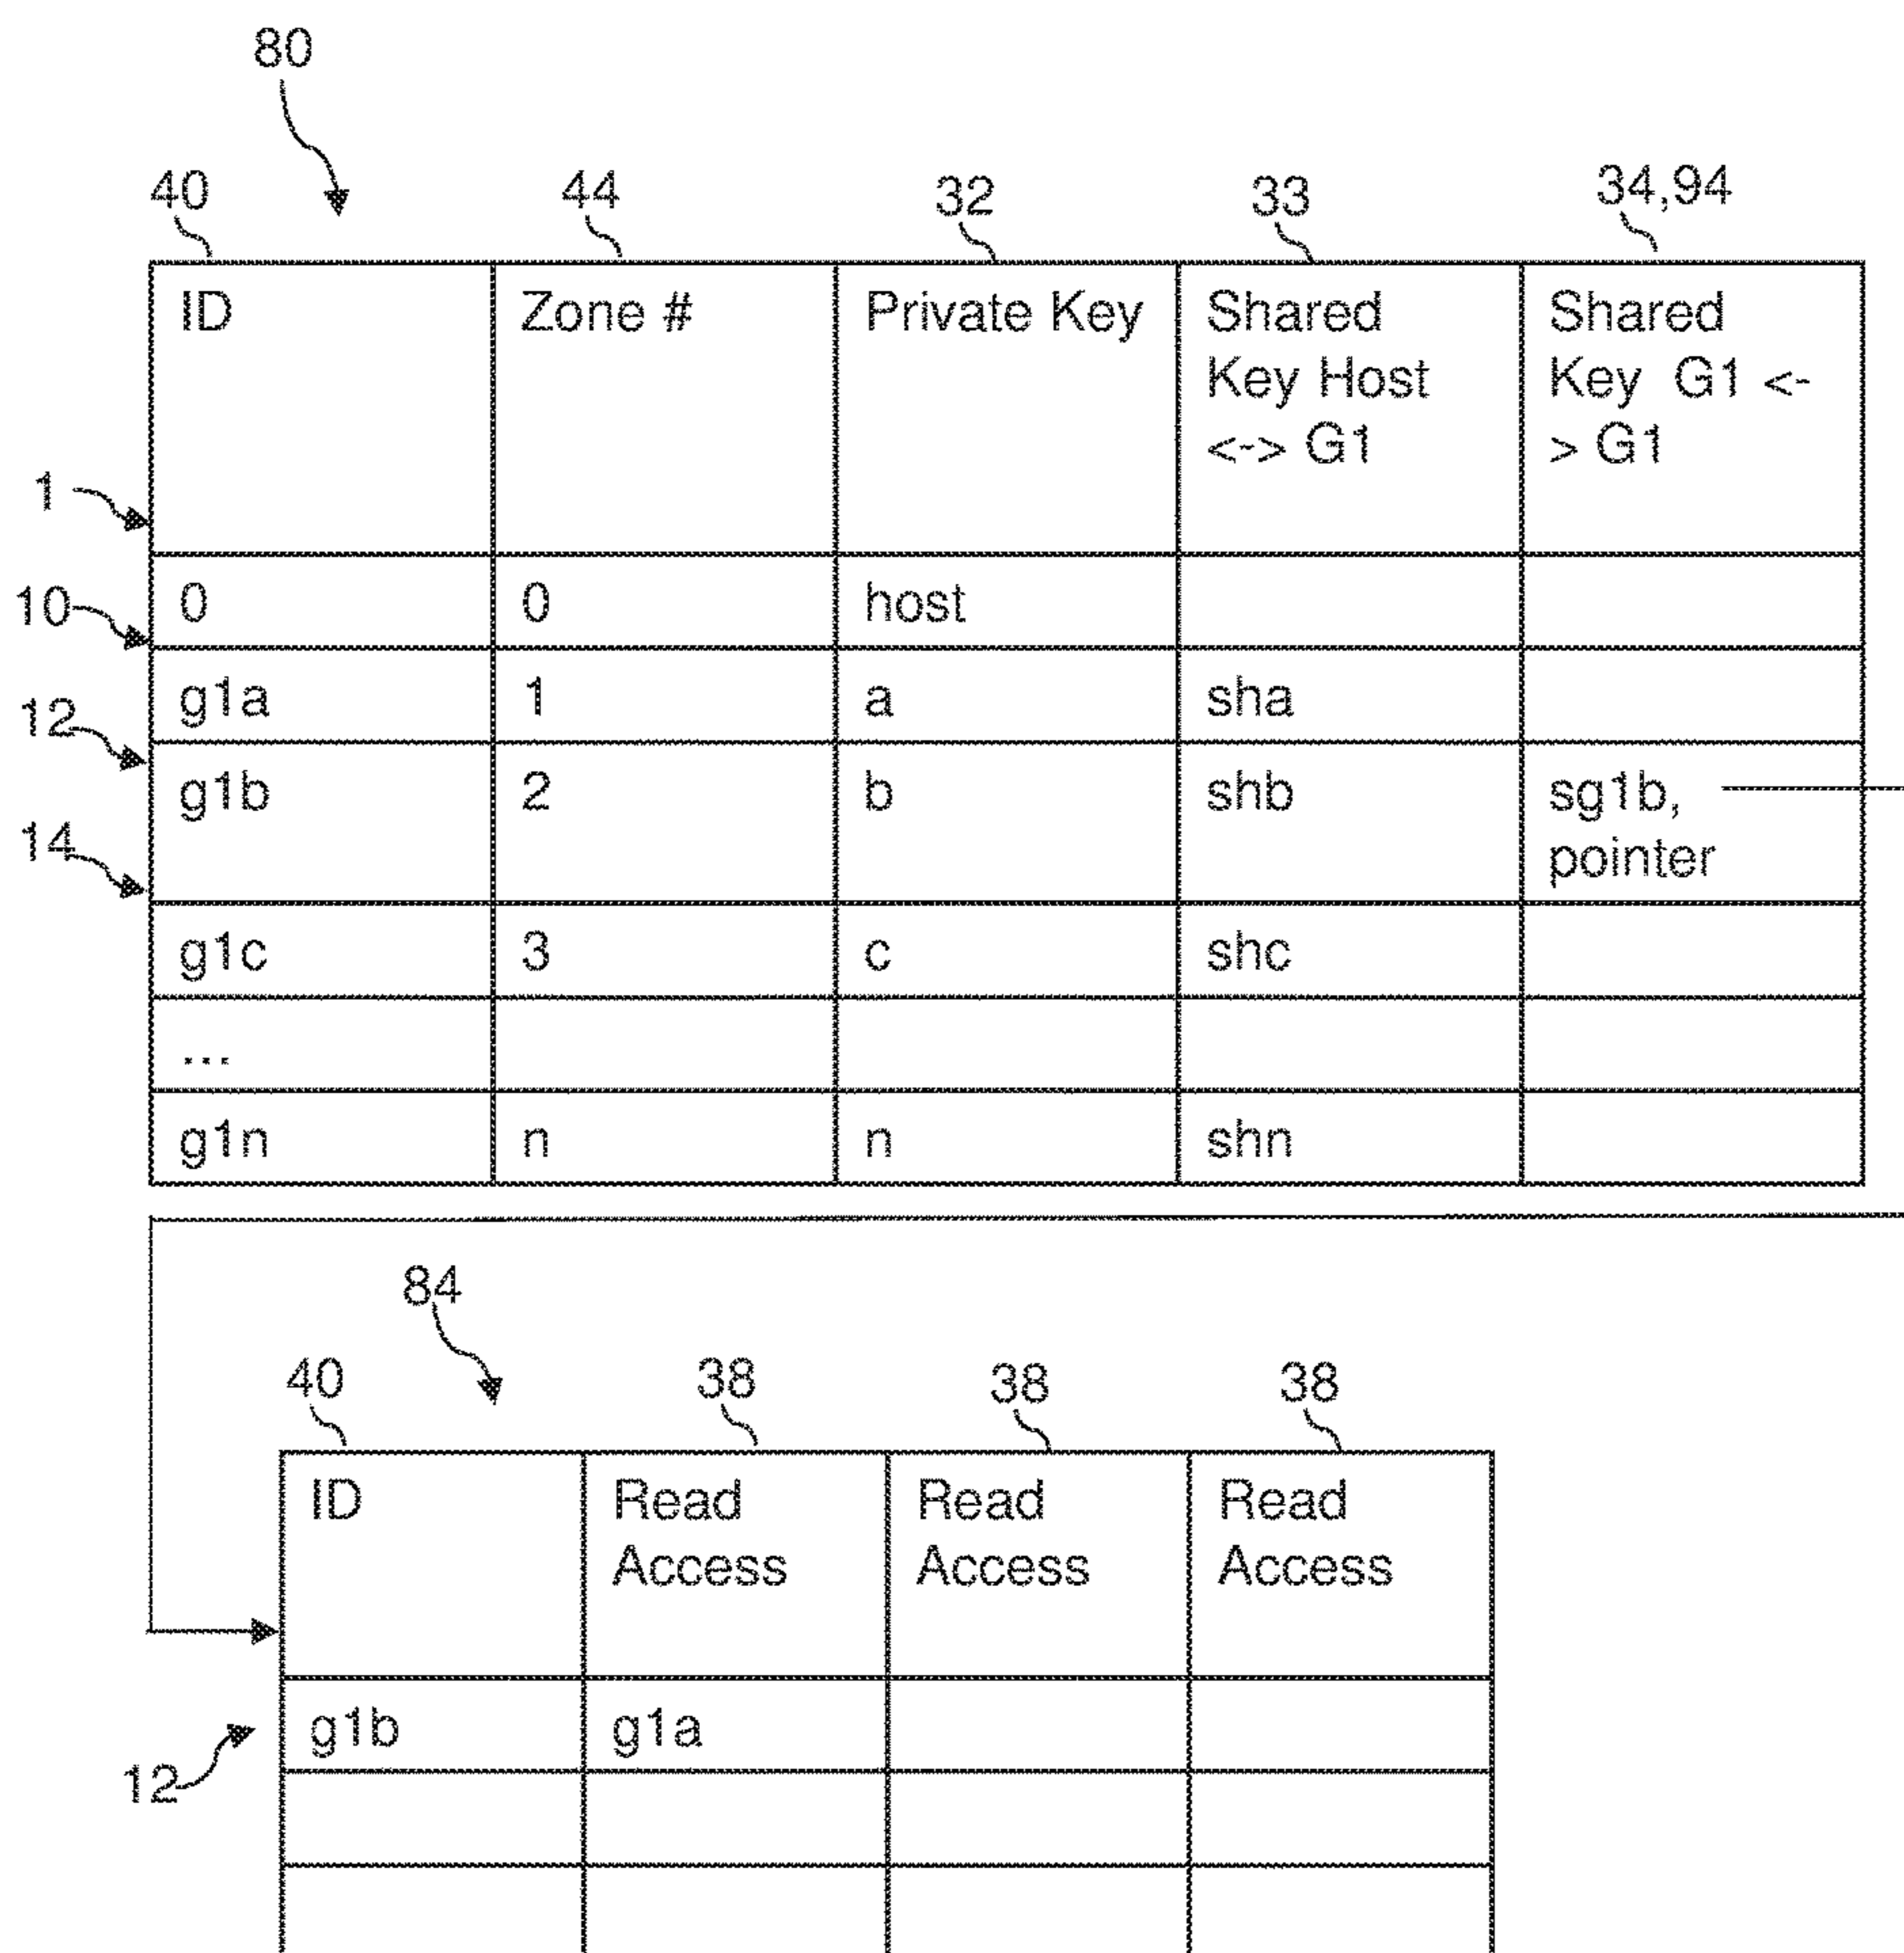 80
40 44 32 33 34,94
ID Zone # Private Key Shared Shared
Key Host Key G1 <-
<-> G1 > G1
1
10 0 0 host
g1a 1 a sha
12
g1b 2 b shb sg1b,
14 pointer
g1c 3 c shc
...
g1n n n shn
84
40 38 38 38
ID Read Read Read
Access Access Access
g1b g1a
12